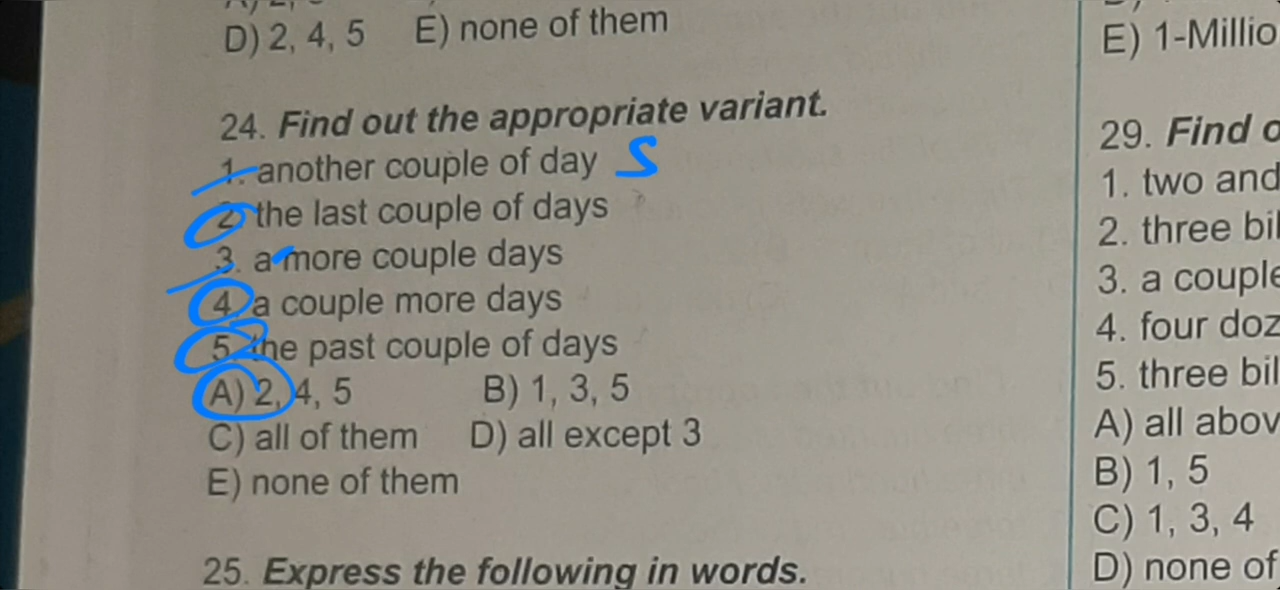 D) 2, 4, 5 E) none of them
24. Find out the appropriate variant.
1. another couple of day s
2. the last couple of days
3. a more couple days
4. a couple more days
5. the past couple of days
A) 2, 4, 5 B) 1, 3, 5
C) all of them D) all except 3
E) none of them
25. Express the following in words.
E) 1-Millio
29. Find
1. two and
2. three bil
3. a couple
4. four doz
5. three bil
A) all abov
B) 1, 5
C) 1, 3, 4
D) none of